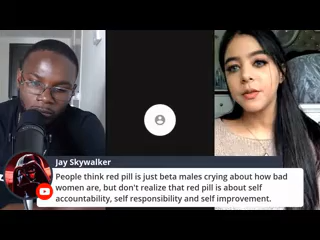 Jay Skywalker
People think red pill is just beta males crying about how bad
women are, but don't realize that red pill is about self
accountability, self responsibility and self improvement.